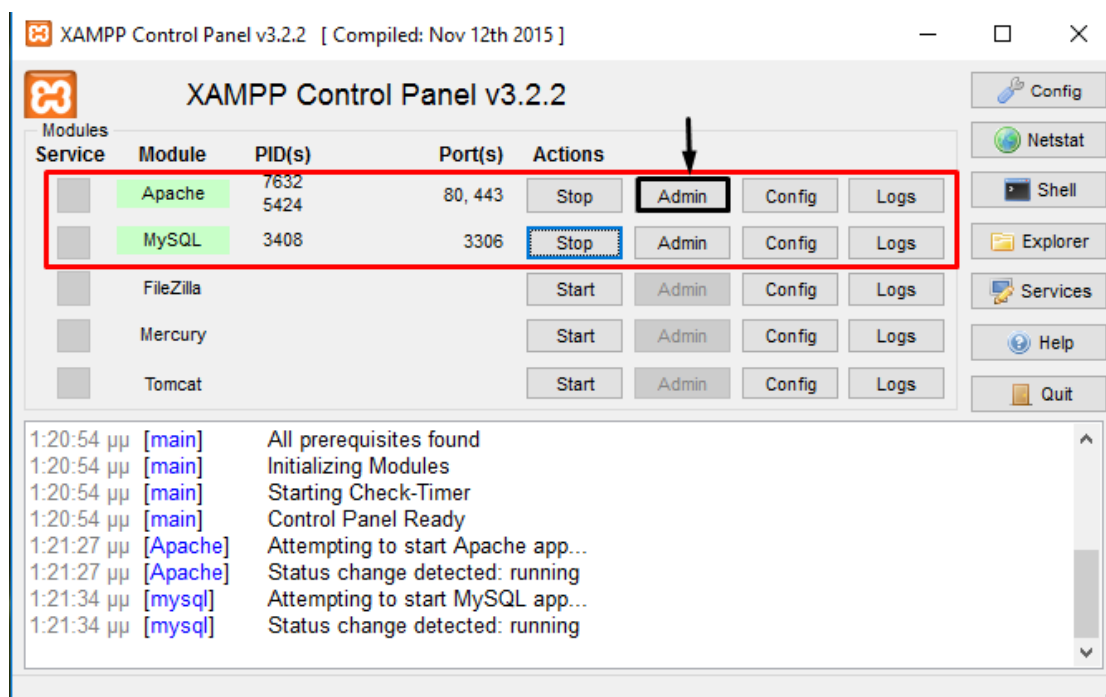 XAMPP Control Panel v3.2.2 [ Compiled: Nov 12th 2015 ]
XAMPP Control Panel v3.2.2
Config
Modules
Netstat
Service Module PID(s) Port(s) Actions
Apache 7632 5424 80, 443 Stop Admin Config Logs
Shell
MySQL 3408 3306 Stop Admin Config Logs
Explorer
FileZilla Start Admin Config Logs
Services
Mercury Start Admin Config Logs
Help
Tomcat Start Admin Config Logs
Quit
1:20:54 μμ [main] All prerequisites found
1:20:54 μμ [main] Initializing Modules
1:20:54 μμ [main] Starting Check-Timer
1:20:54 μμ [main] Control Panel Ready
1:21:27 μμ [Apache] Attempting to start Apache app...
1:21:27 μμ [Apache] Status change detected: running
1:21:34 μμ [mysql] Attempting to start MySQL app...
1:21:34 μμ [mysql] Status change detected: running